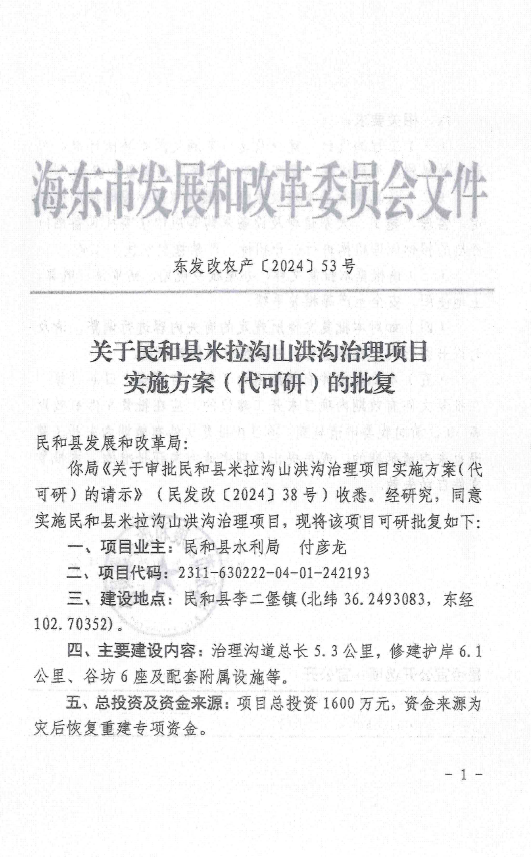 海东市发展和改革委员会文件
东发改农产〔2024〕53号
关于民和县米拉沟山洪沟治理项目
实施方案（代可研）的批复
民和县发展和改革局：
你局《关于审批民和县米拉沟山洪沟治理项目实施方案（代
可研）的请示》（民发改〔2024〕38号）收悉。经研究，同意
实施民和县米拉沟山洪沟治理项目，现将该项目可研批复如下：
一、项目业主：民和县水利局　付彦龙
二、项目代码：2311-630222-04-01-242193
三、建设地点：民和县李二堡镇（北纬36.2493083，东经
102.70352）。
四、主要建设内容：治理沟道总长5.3公里，修建护岸6.1
公里、谷坊6座及配套附属设施等。
五、总投资及资金来源：项目总投资1600万元，资金来源为
灾后恢复重建专项资金。
- 1 -